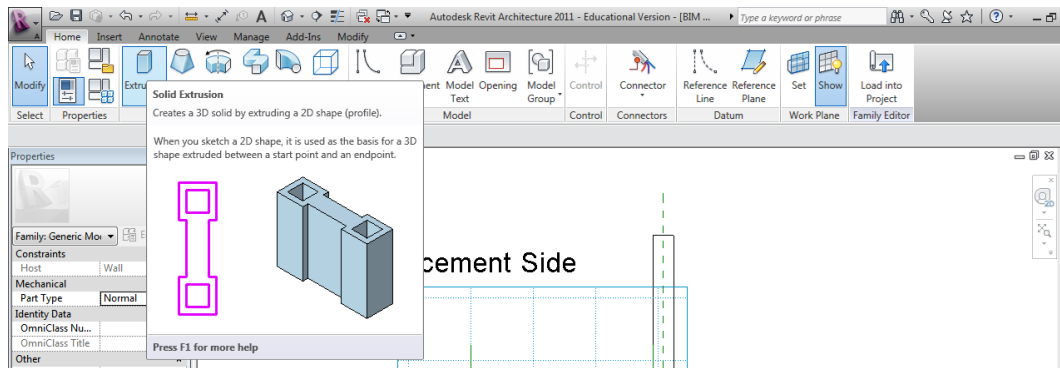 Autodesk Revit Architecture 2011 - Educational Version - [BIM ...
Type a keyword or phrase
Home Insert Annotate View Manage Add-Ins Modify
Modify
Text
Model Opening Model Group
Control
Connector
Reference Line
Reference Plane
Set
Show
Load into Project
Select Properties Model Control Connectors Datum Work Plane Family Editor
Solid Extrusion
Creates a 3D solid by extruding a 2D shape (profile).
When you sketch a 2D shape, it is used as the basis for a 3D
shape extruded between a start point and an endpoint.
Press F1 for more help
Properties
Family: Generic Mo
Constraints
Host Wall
Mechanical
Part Type Normal
Identity Data
OmniClass Nu...
OmniClass Title
Other
cement Side
2D